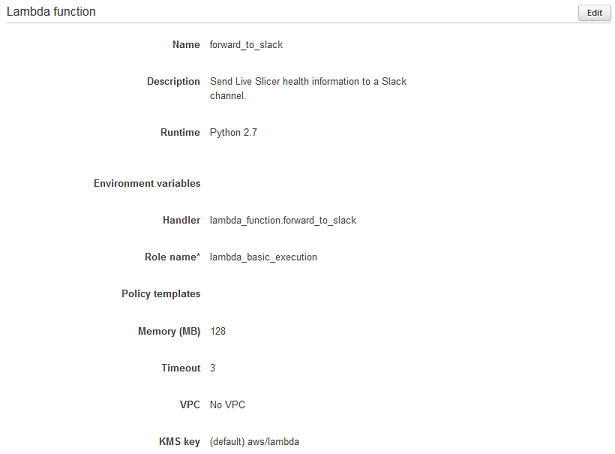 Lambda function
Edit
Name forward_to_slack
Description Send Live Slicer health information to a Slack
channel.
Runtime Python 2.7
Environment variables
Handler lambda_function.forward_to_slack
Role name* lambda_basic_execution
Policy templates
Memory (MB) 128
Timeout 3
VPC No VPC
KMS key (default) aws/lambda